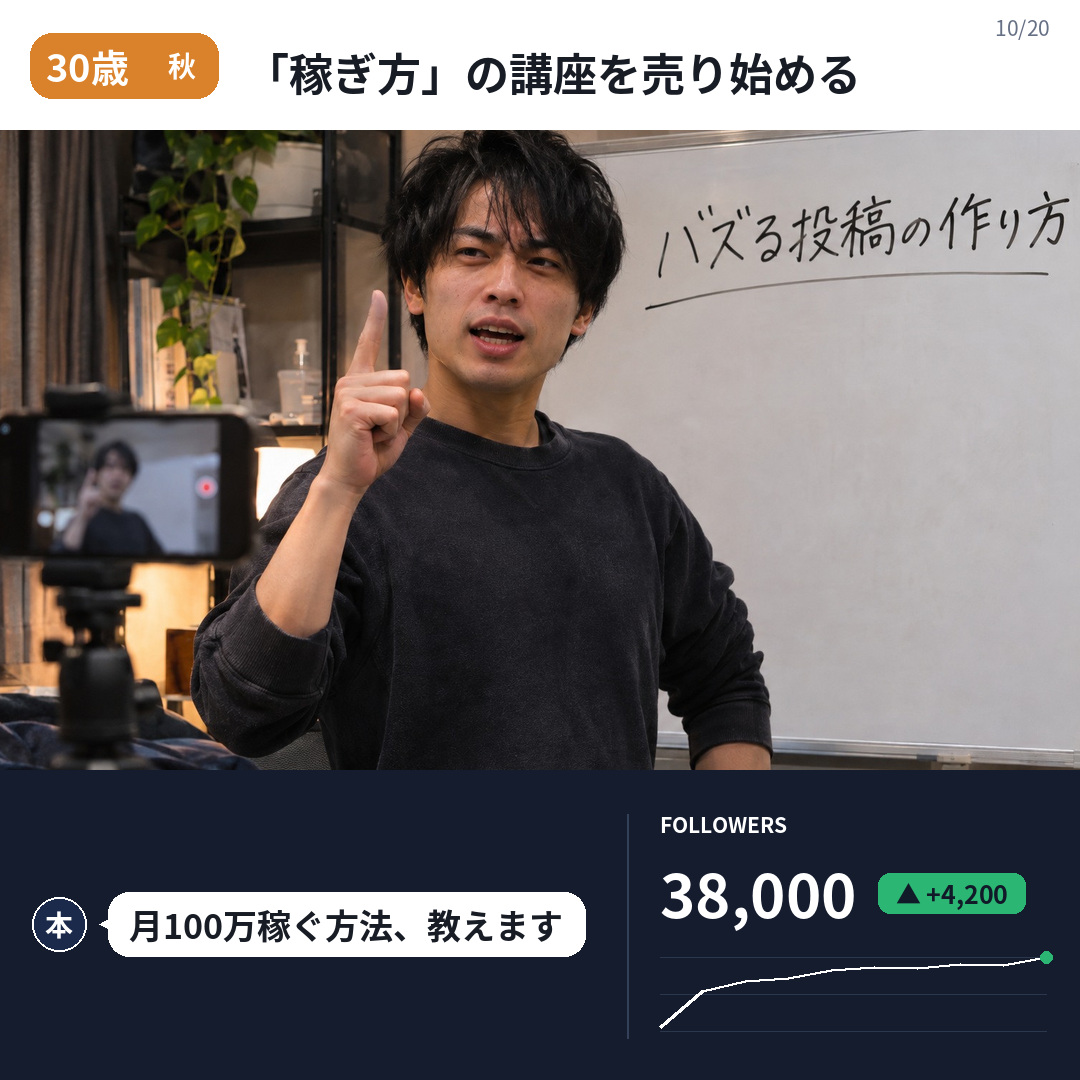 10/20
30歳 秋
「稼ぎ方」の講座を売り始める
バズる投稿の作り方
本
月100万稼ぐ方法、教えます
FOLLOWERS
38,000
▲ +4,200